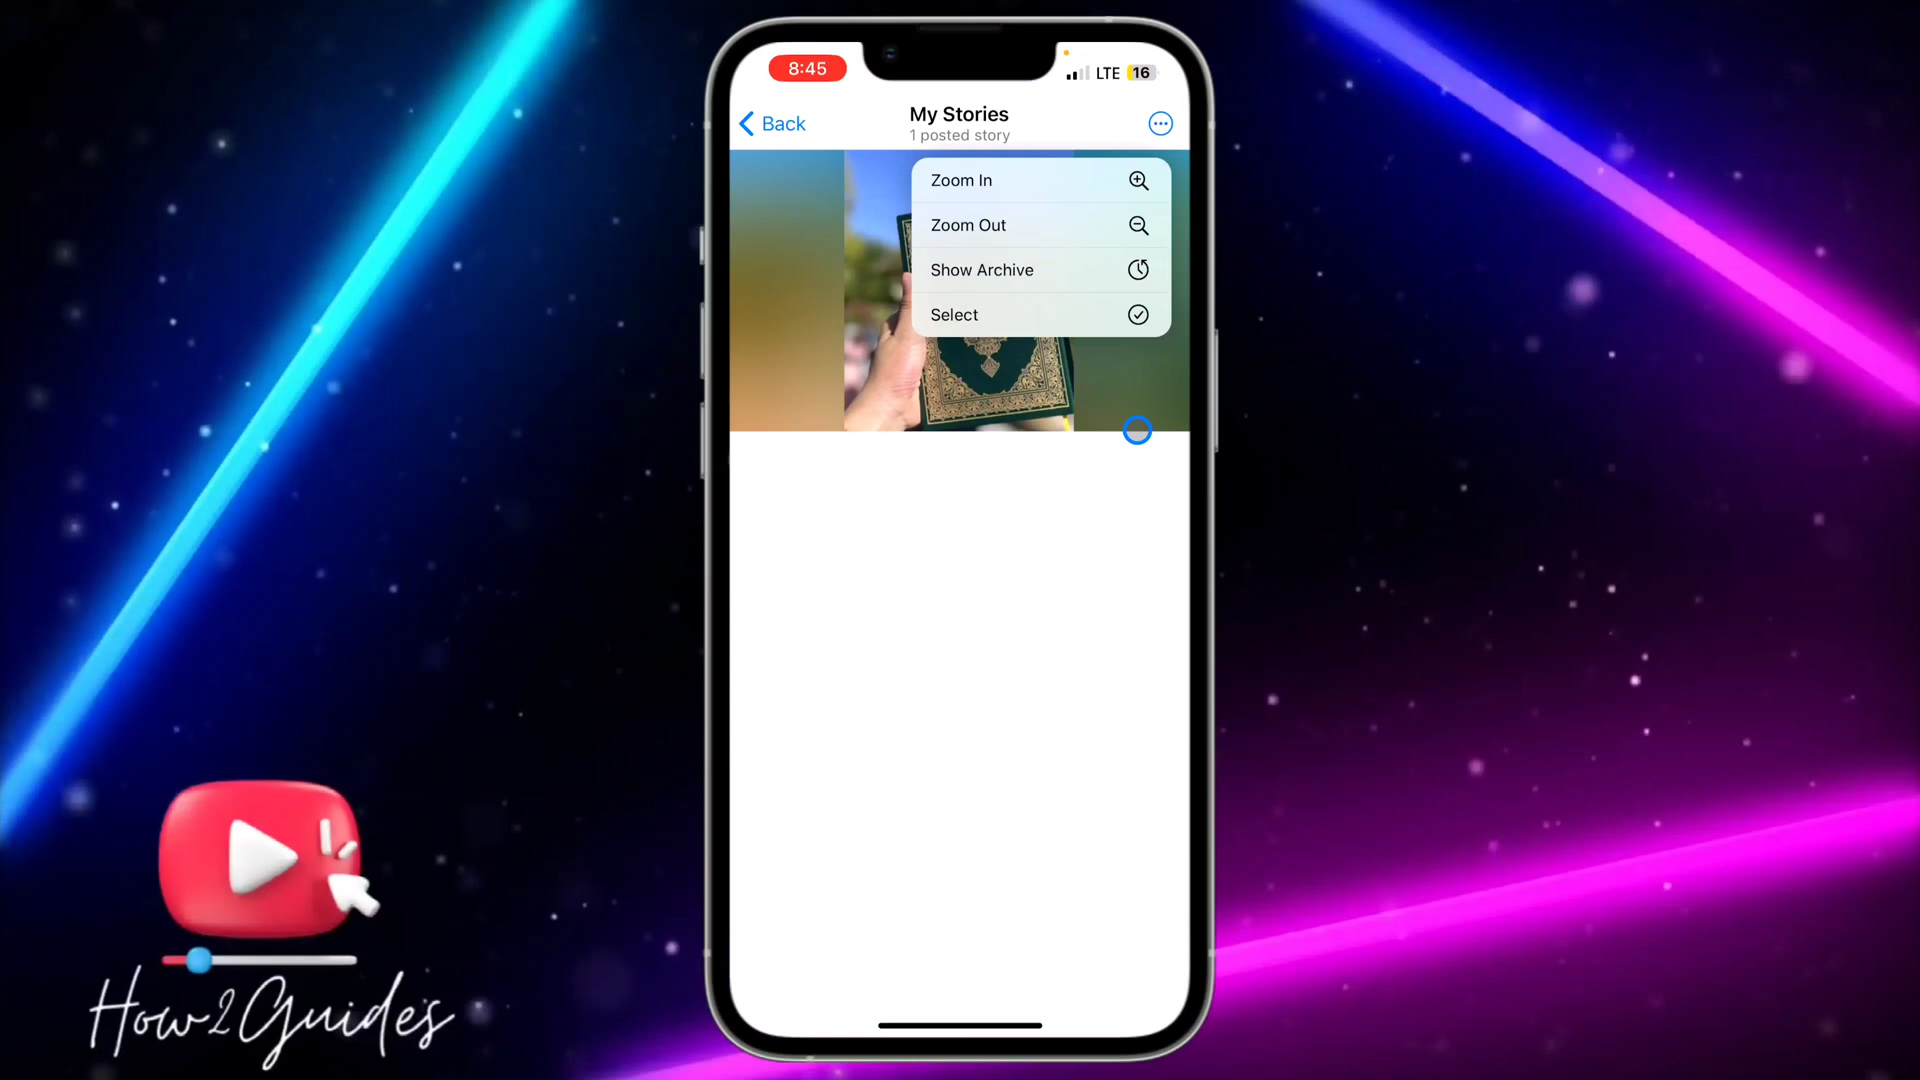 8:45
LTE 16
Back
My Stories
1 posted story
Zoom In
Zoom Out
Show Archive
Select
How2Guides